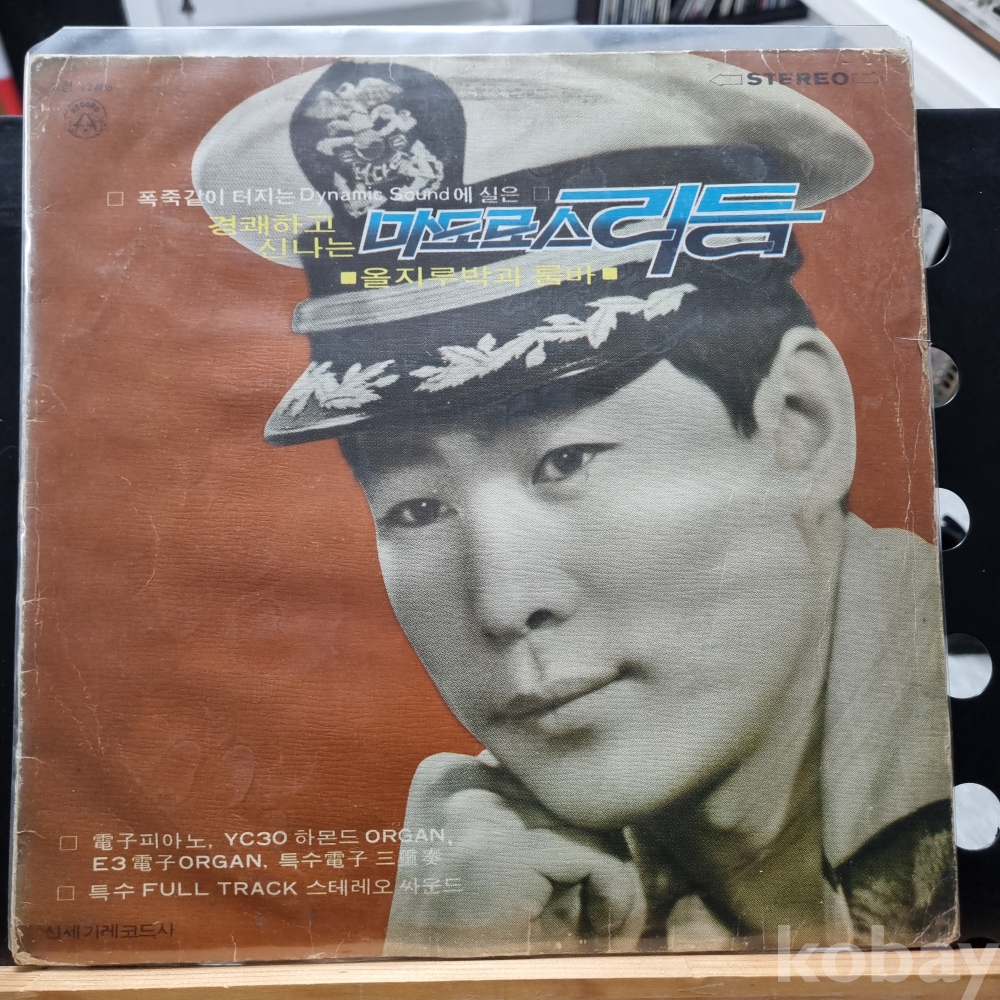 STEREO
RECORD
□ 폭죽같이 터지는 Dynamic Sound에 실은 □
경쾌하고
신나는 마도로스 리듬
■올지루박과 룸바■
□ 電子피아노, YC30 하몬드 ORGAN,
E3 電子ORGAN, 특수電子 三重奏
□ 특수 FULL TRACK 스테레오 싸운드
신세기레코드사
kobay